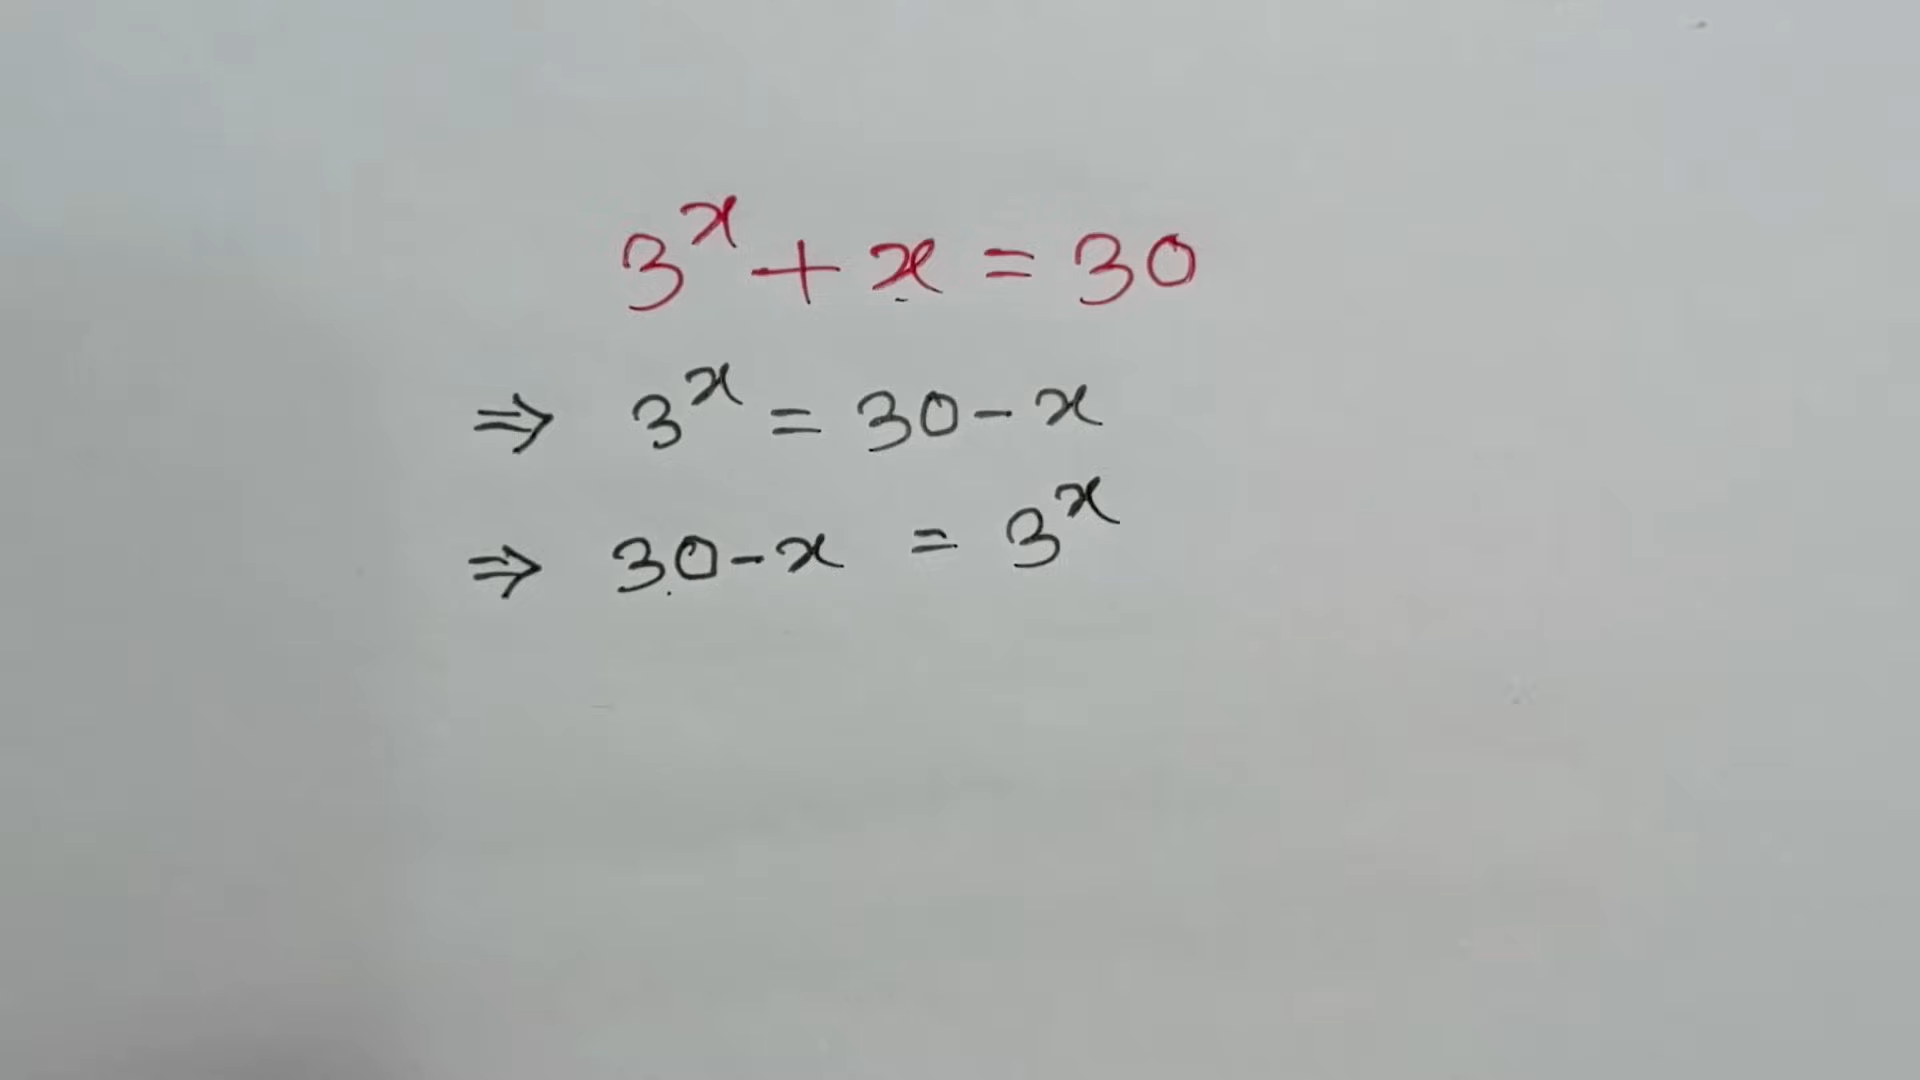 3^x + x = 30
⇒ 3^x = 30 - x
⇒ 30 - x = 3^x